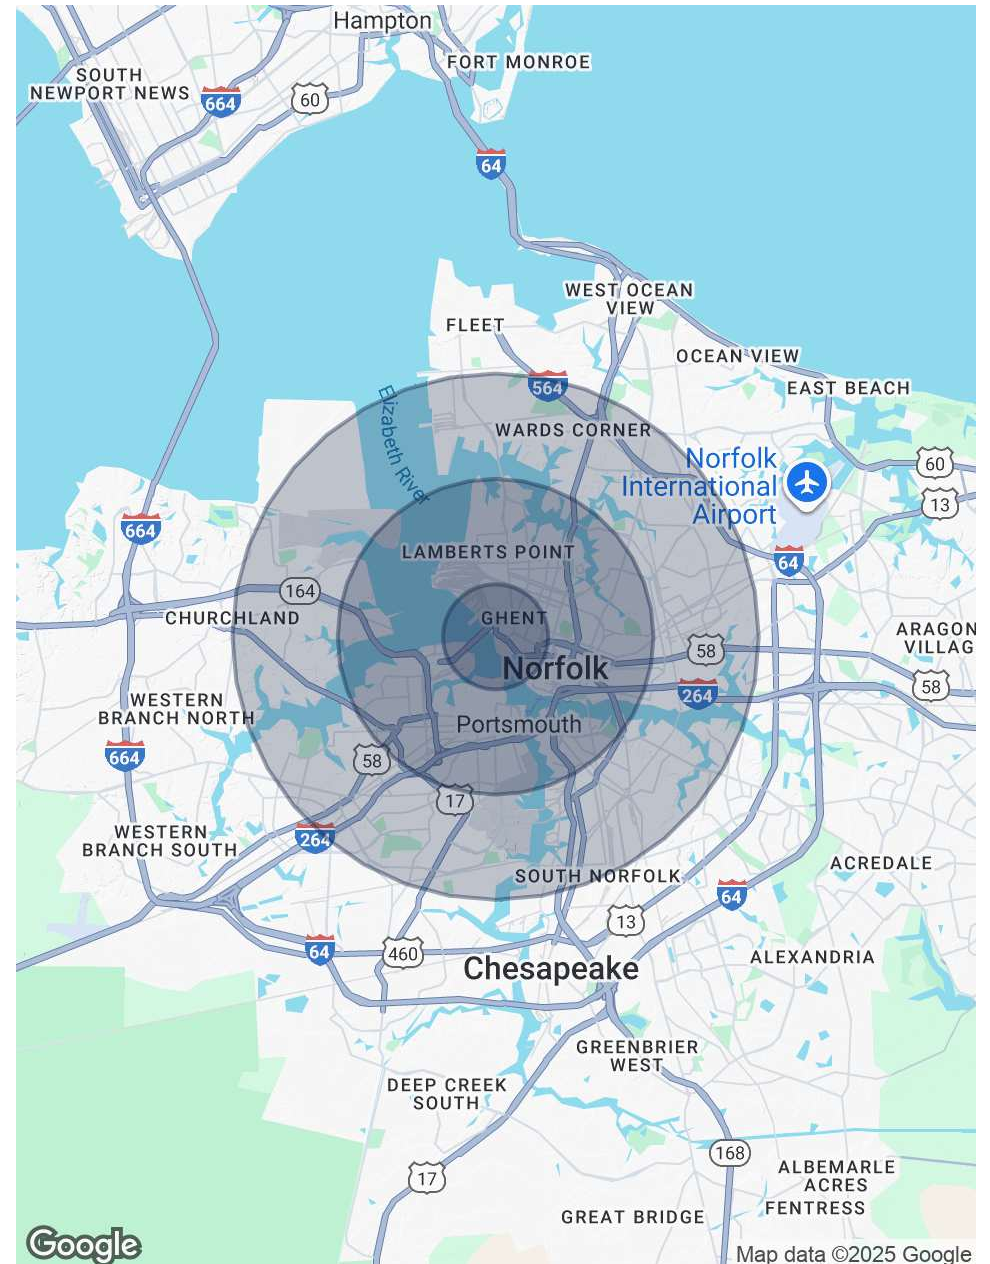 Hampton
FORT MONROE
SOUTH
NEWPORT NEWS
664
60
64
WEST OCEAN
VIEW
FLEET
OCEAN VIEW
564
EAST BEACH
Elizabeth River
WARDS CORNER
Norfolk
International
Airport
60
13
664
LAMBERTS POINT
64
164
CHURCHLAND
GHENT
ARAGON
VILLAG
58
Norfolk
58
264
WESTERN
BRANCH NORTH
Portsmouth
664
58
17
WESTERN
BRANCH SOUTH
264
ACREDALE
SOUTH NORFOLK
64
13
64
460
ALEXANDRIA
Chesapeake
GREENBRIER
WEST
DEEP CREEK
SOUTH
168
17
ALBEMARLE
ACRES
FENTRESS
GREAT BRIDGE
Google
Map data ©2025 Google